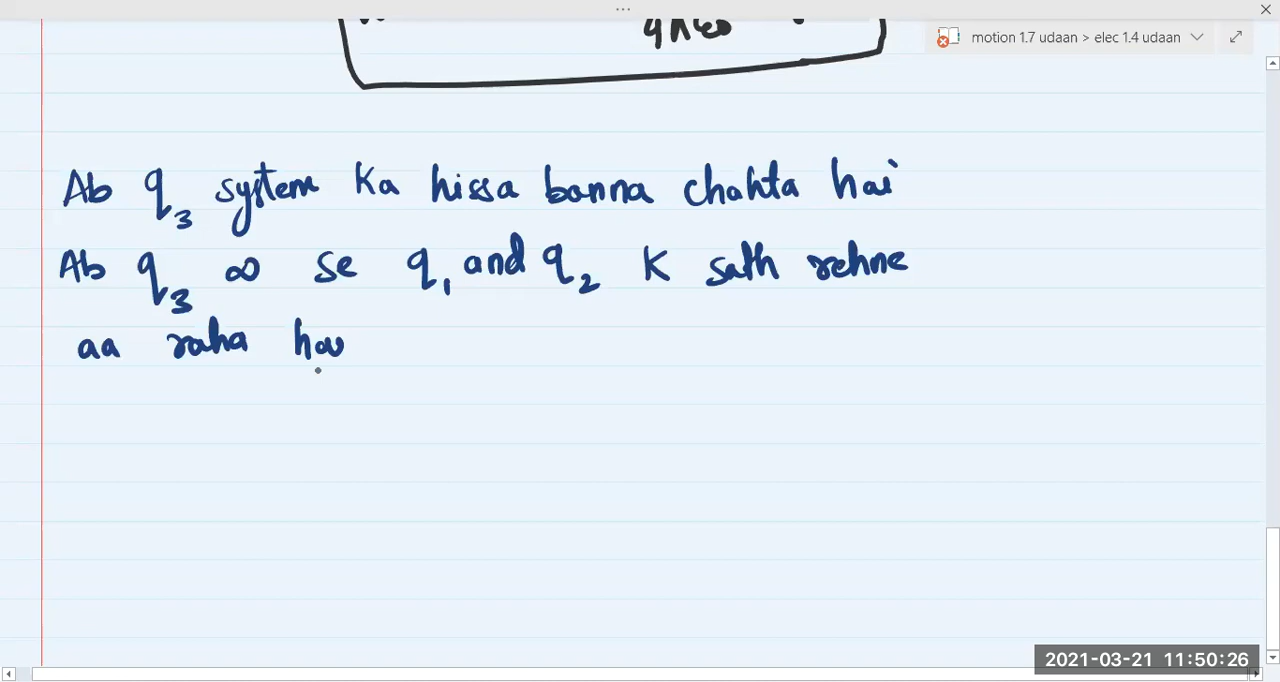 motion 1.7 udaan > elec 1.4 udaan
Ab q₃ system ka hissa banna chahta hai
Ab q₃ ∞ se q₁ and q₂ K sath rehne
aa raha hai
2021-03-21 11:50:26